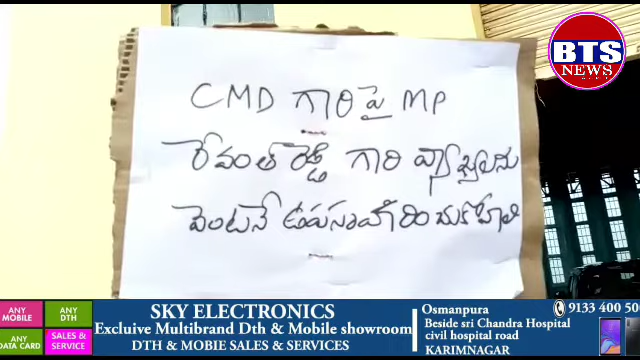 BTS
NEWS
CMD గారి పై MP
రేవంత్ రెడ్డి గారి వ్యాఖ్యలను
వెంటనే ఉపసంహరించుకోవాలి
ANY
MOBILE
ANY
DTH
ANY
DATA CARD
SALES &
SERVICE
SKY ELECTRONICS
Excluive Multibrand Dth & Mobile showroom
DTH & MOBIE SALES & SERVICES
Osmanpura
Beside sri Chandra Hospital
civil hospital road
KARIMNAGAR
9133 400 50